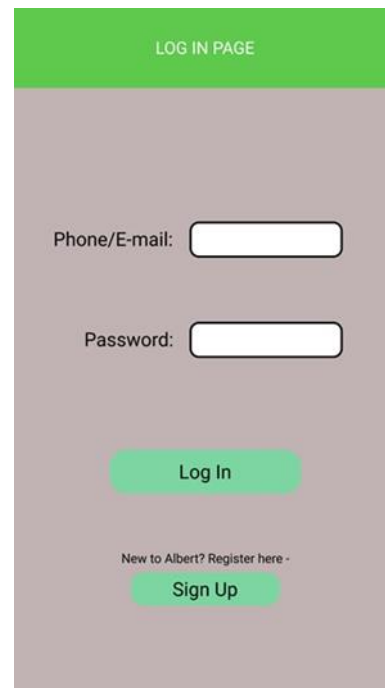 LOG IN PAGE
Phone/E-mail:
Password:
Log In
New to Albert? Register here -
Sign Up